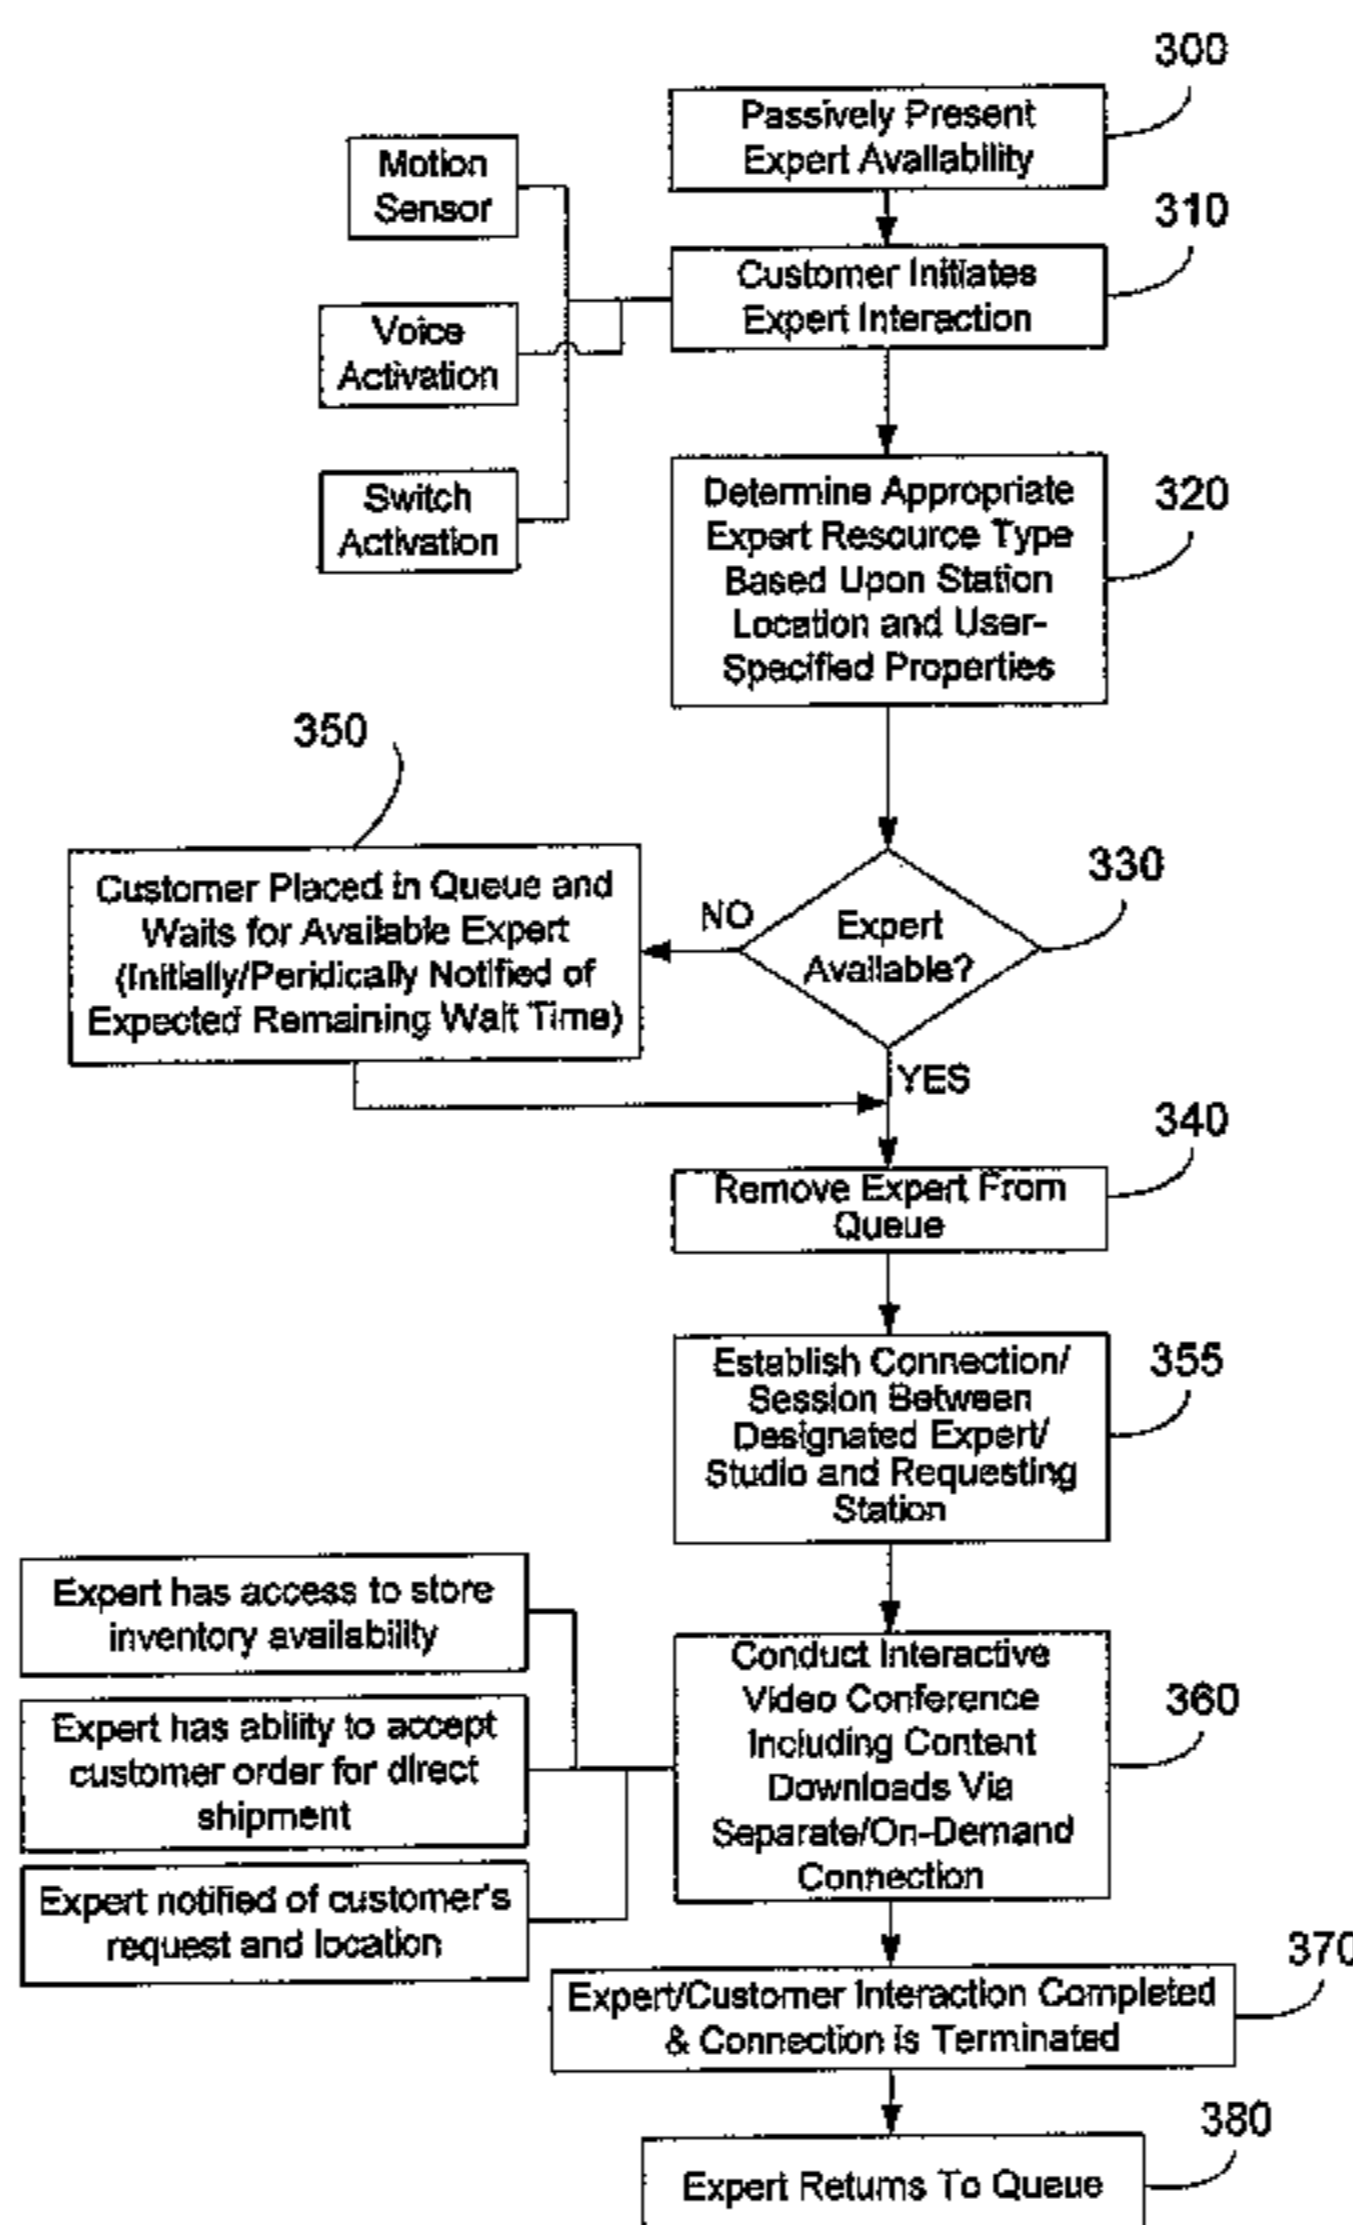 300
Passively Present
Expert Availability
Motion
Sensor
310
Customer Initiates
Expert Interaction
Voice
Activation
Switch
Activation
320
Determine Appropriate
Expert Resource Type
Based Upon Station
Location and User-
Specified Properties
350
Customer Placed in Queue and
Waits for Available Expert
(Initially/Peridically Notified of
Expected Remaining Wait Time)
NO
330
Expert
Available?
YES
340
Remove Expert From
Queue
355
Establish Connection/
Session Between
Designated Expert/
Studio and Requesting
Station
Expert has access to store
inventory availability
Expert has ability to accept
customer order for direct
shipment
Expert notified of customer's
request and location
360
Conduct Interactive
Video Conference
Including Content
Downloads Via
Separate/On-Demand
Connection
370
Expert/Customer Interaction Completed
& Connection is Terminated
380
Expert Returns To Queue